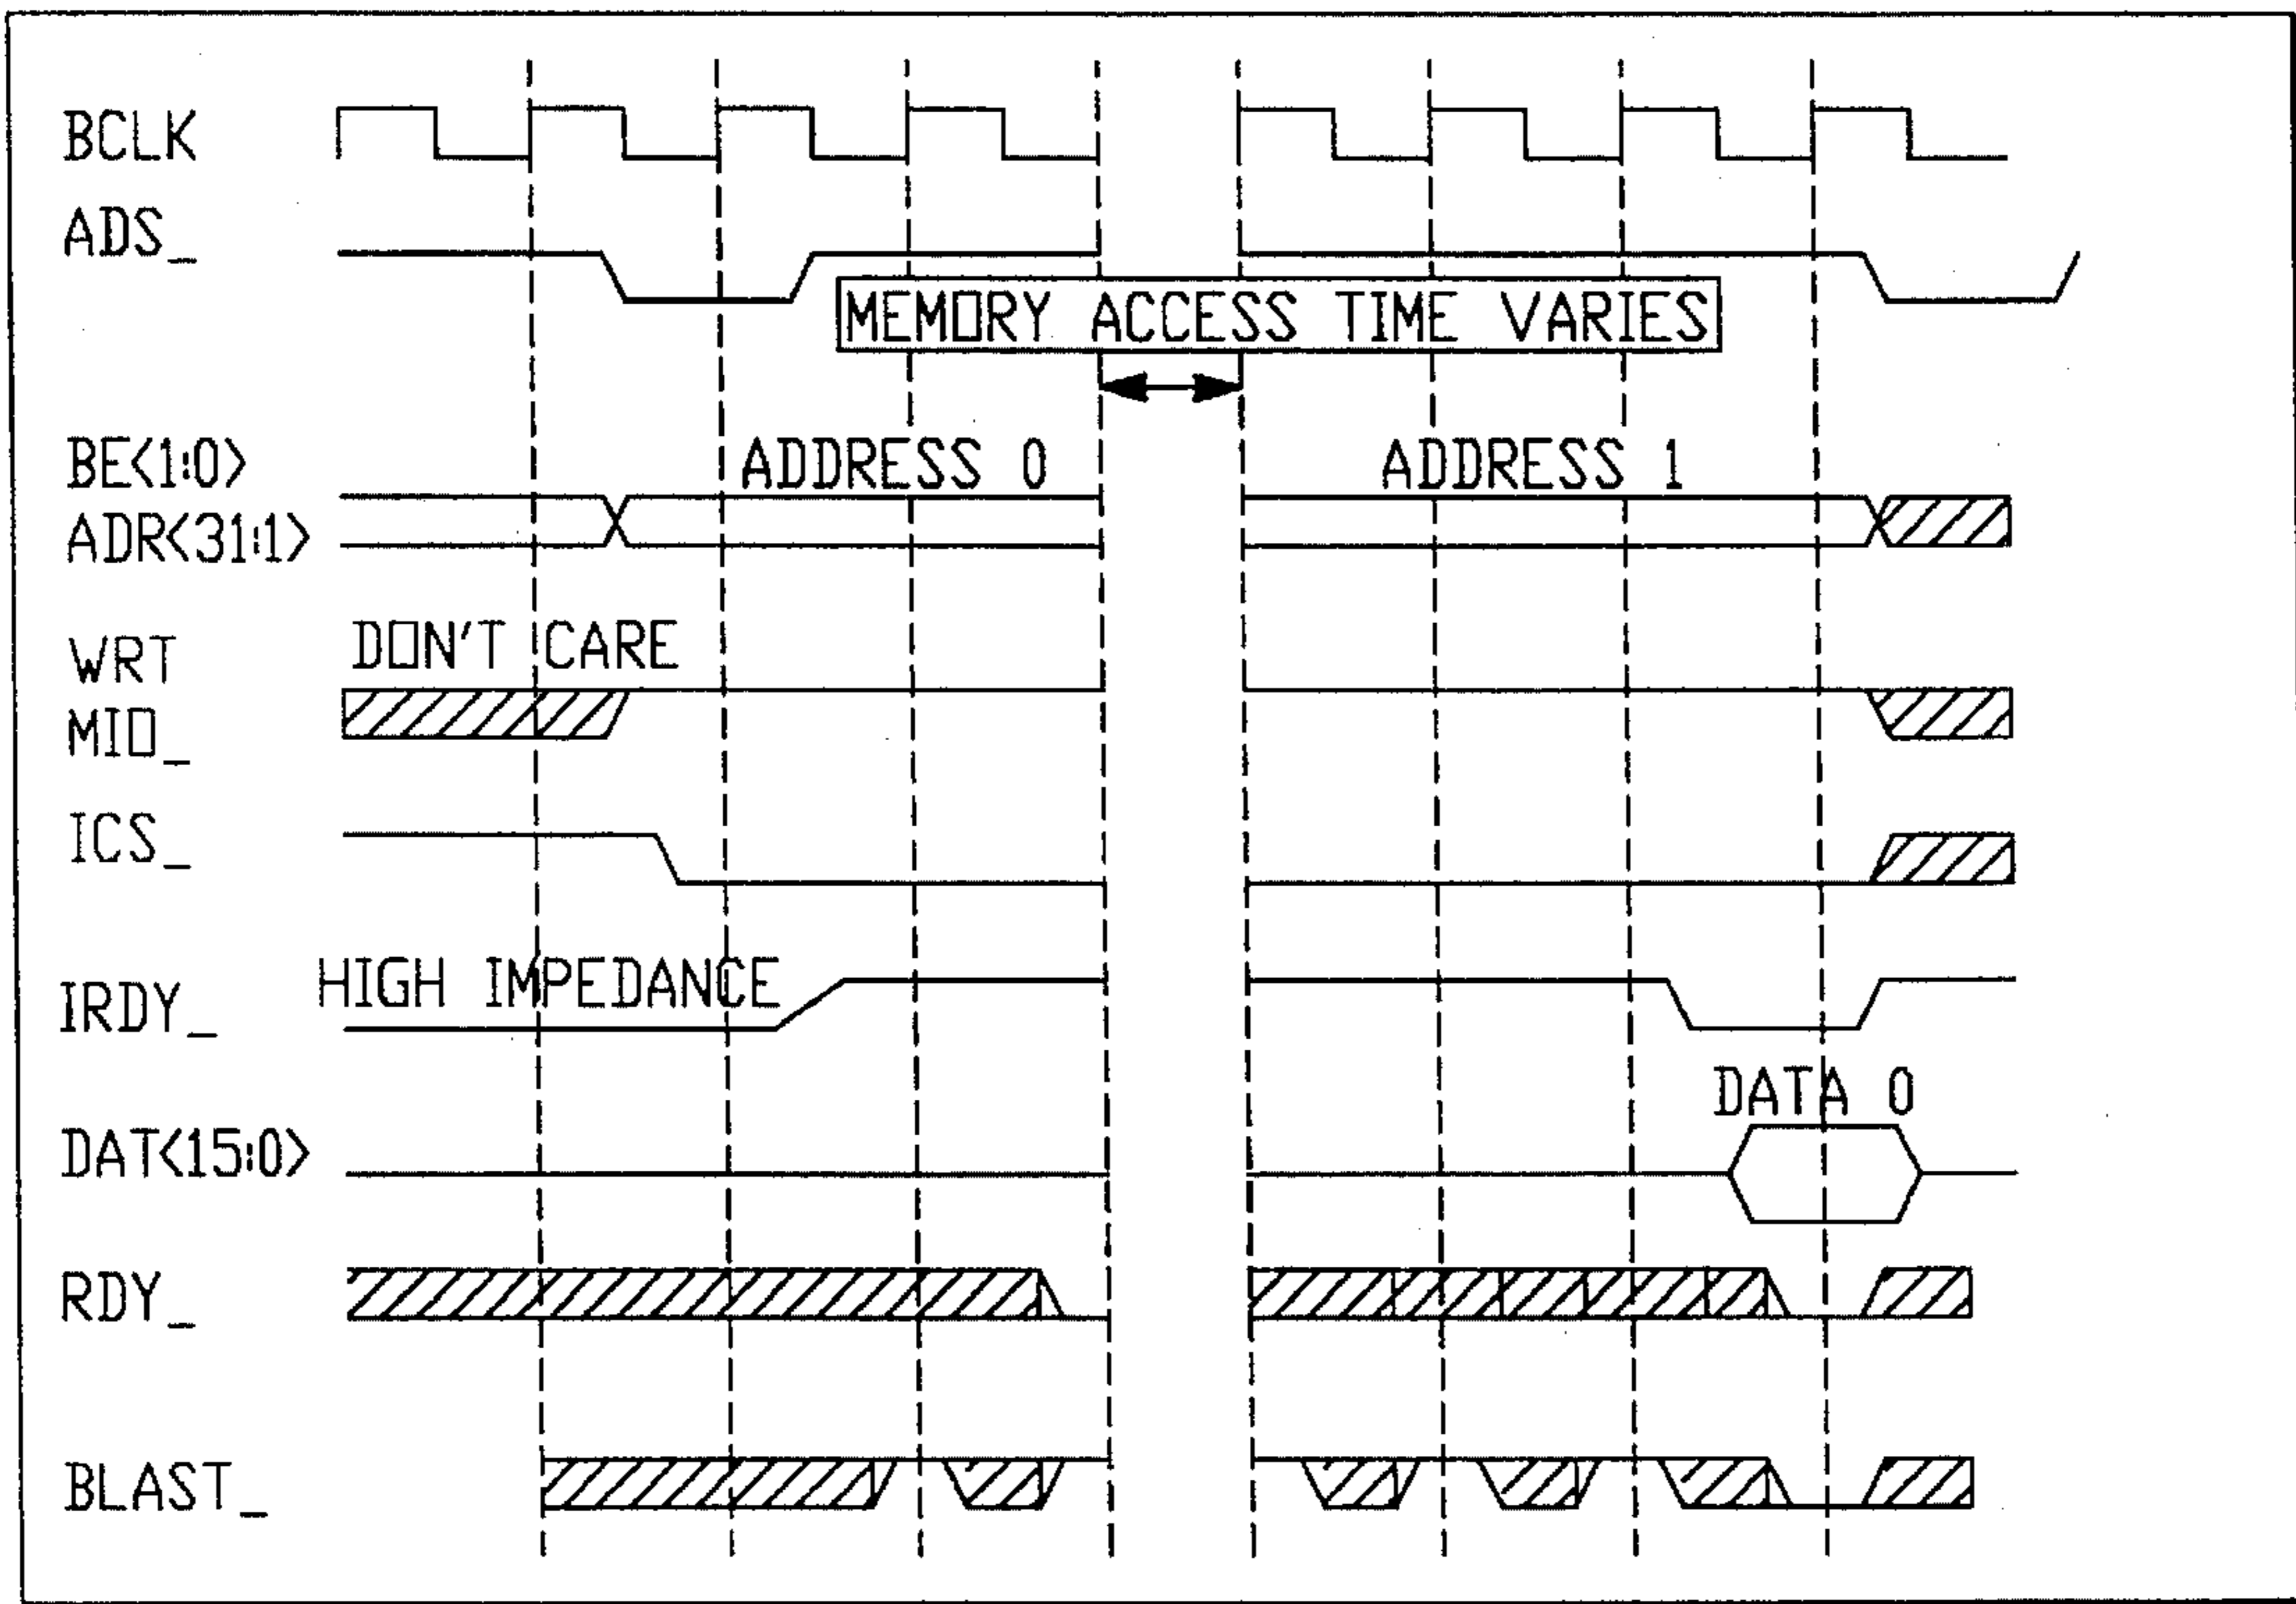 BCLK
ADS_
MEMORY ACCESS TIME VARIES
BE<1:0>
ADDRESS 0
ADDRESS 1
ADR<31:1>
WRT
DON'T CARE
MIO_
ICS_
HIGH IMPEDANCE
IRDY_
DATA 0
DAT<15:0>
RDY_
BLAST_